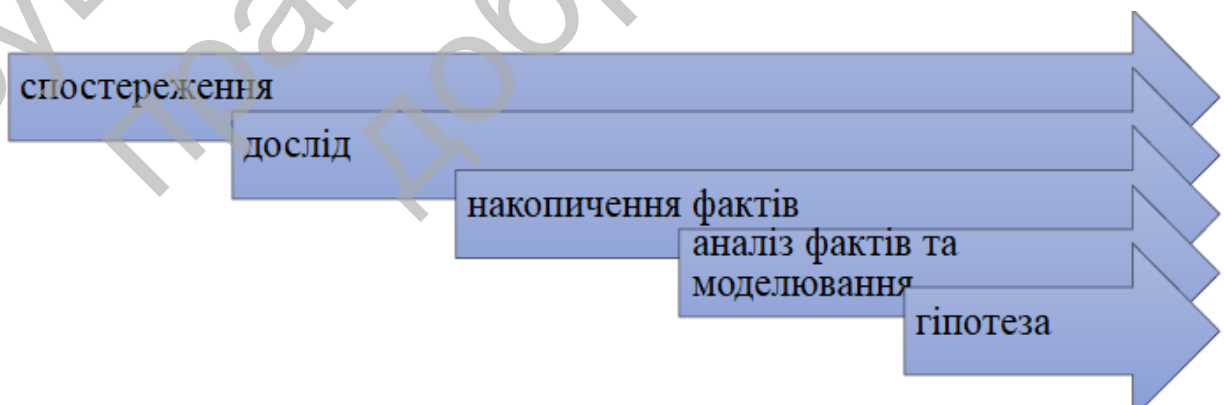 спостереження
дослід
накопичення фактів
аналіз фактів та
моделювання
гіпотеза